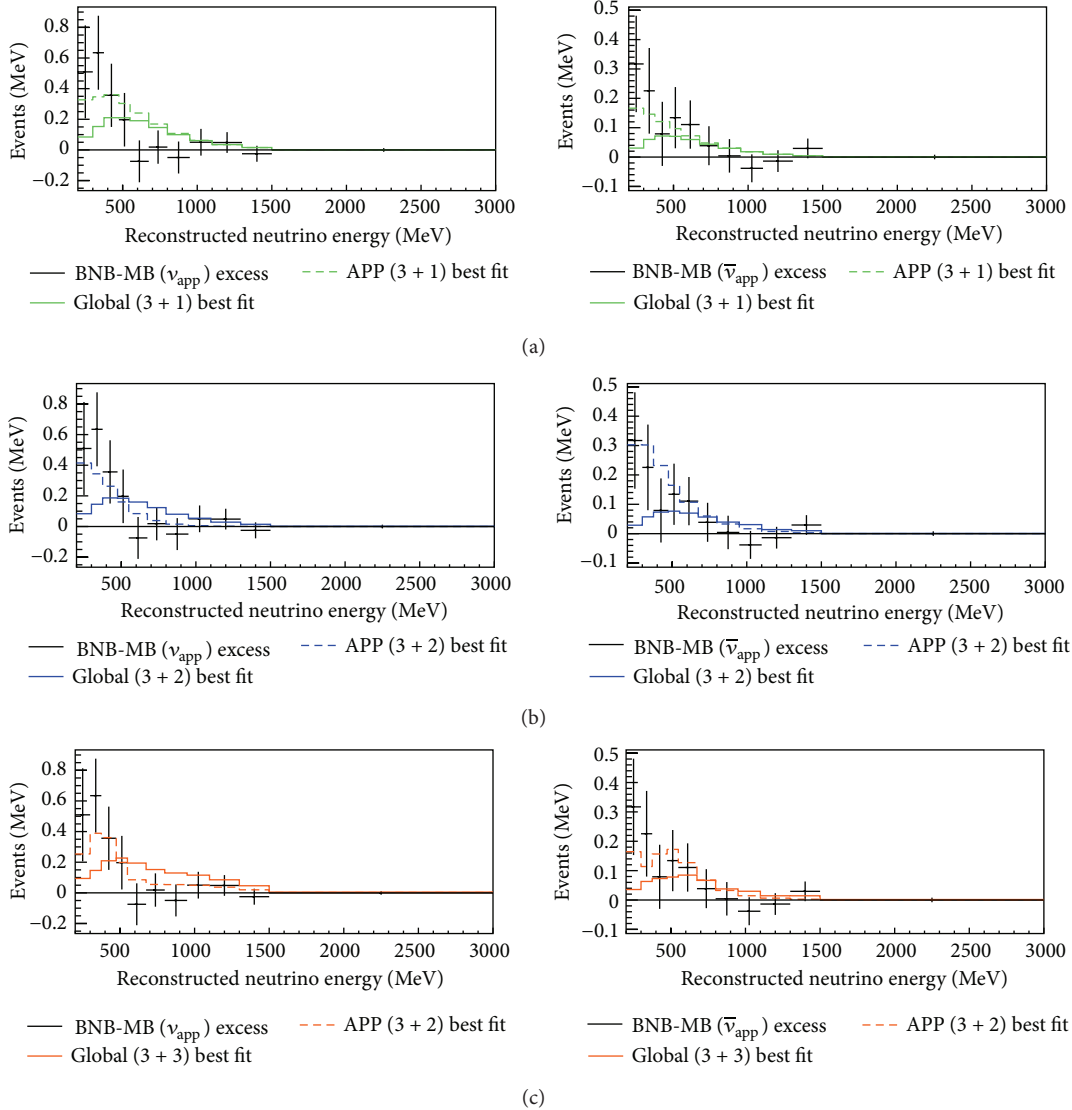 Events (MeV)
0.8
0.6
0.4
0.2
0
−0.2
500 1000 1500 2000 2500 3000
Reconstructed neutrino energy (MeV)
BNB-MB (νapp) excess
APP (3 + 1) best fit
Global (3 + 1) best fit
Events (MeV)
0.5
0.4
0.3
0.2
0.1
0
−0.1
500 1000 1500 2000 2500 3000
Reconstructed neutrino energy (MeV)
BNB-MB (ν̅app) excess
APP (3 + 1) best fit
Global (3 + 1) best fit
(a)
Events (MeV)
0.8
0.6
0.4
0.2
0
−0.2
500 1000 1500 2000 2500 3000
Reconstructed neutrino energy (MeV)
BNB-MB (νapp) excess
APP (3 + 2) best fit
Global (3 + 2) best fit
Events (MeV)
0.5
0.4
0.3
0.2
0.1
0
−0.1
500 1000 1500 2000 2500 3000
Reconstructed neutrino energy (MeV)
BNB-MB (ν̅app) excess
APP (3 + 2) best fit
Global (3 + 2) best fit
(b)
Events (MeV)
0.8
0.6
0.4
0.2
0
−0.2
500 1000 1500 2000 2500 3000
Reconstructed neutrino energy (MeV)
BNB-MB (νapp) excess
APP (3 + 2) best fit
Global (3 + 3) best fit
Events (MeV)
0.5
0.4
0.3
0.2
0.1
0
−0.1
500 1000 1500 2000 2500 3000
Reconstructed neutrino energy (MeV)
BNB-MB (ν̅app) excess
APP (3 + 2) best fit
Global (3 + 3) best fit
(c)